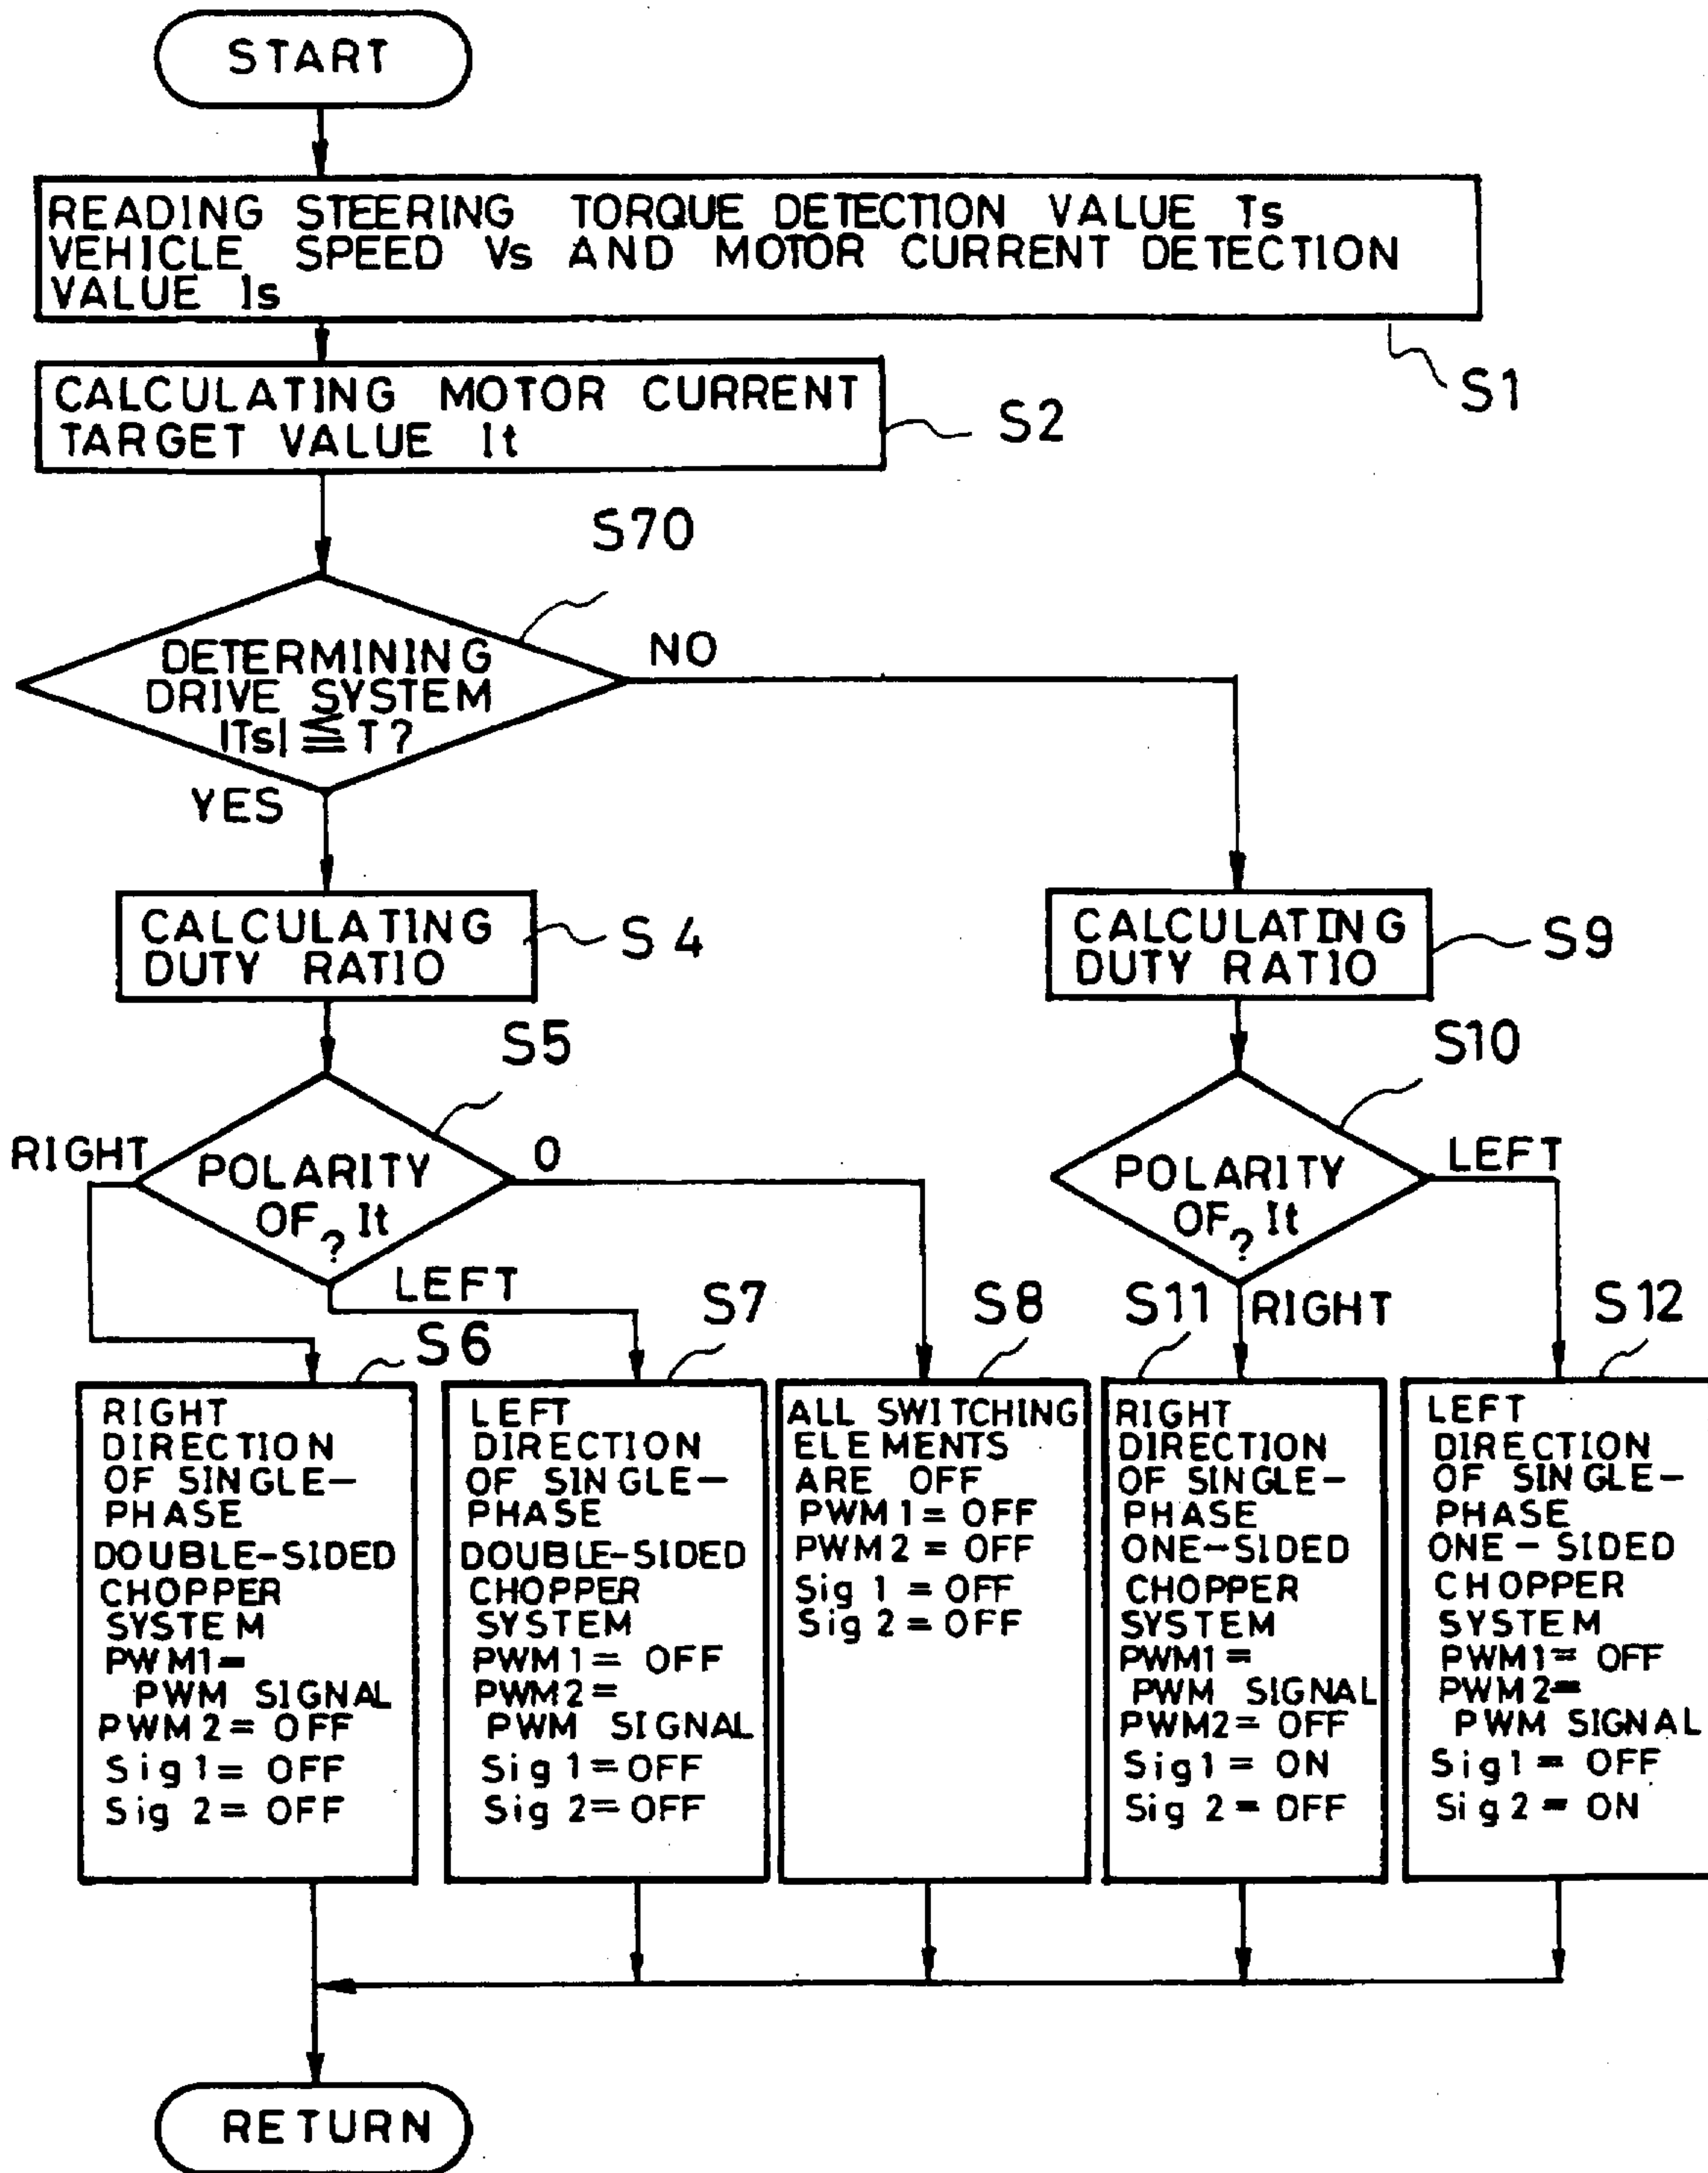 START
READING STEERING TORQUE DETECTION VALUE Ts
VEHICLE SPEED Vs AND MOTOR CURRENT DETECTION
VALUE Is
S1
CALCULATING MOTOR CURRENT
TARGET VALUE It
S2
S70
DETERMINING
DRIVE SYSTEM
|Ts| ≦ T?
NO
YES
CALCULATING
DUTY RATIO
S4
CALCULATING
DUTY RATIO
S9
S5
POLARITY
OF It
?
RIGHT
0
LEFT
S10
POLARITY
OF It
?
LEFT
RIGHT
S6
RIGHT
DIRECTION
OF SINGLE-
PHASE
DOUBLE-SIDED
CHOPPER
SYSTEM
PWM1=
PWM SIGNAL
PWM2=OFF
Sig 1= OFF
Sig 2= OFF
S7
LEFT
DIRECTION
OF SINGLE-
PHASE
DOUBLE-SIDED
CHOPPER
SYSTEM
PWM1= OFF
PWM2=
PWM SIGNAL
Sig 1=OFF
Sig 2=OFF
S8
ALL SWITCHING
ELEMENTS
ARE OFF
PWM1= OFF
PWM2 = OFF
Sig 1 = OFF
Sig 2 = OFF
S11
RIGHT
DIRECTION
OF SINGLE-
PHASE
ONE-SIDED
CHOPPER
SYSTEM
PWM1=
PWM SIGNAL
PWM2= OFF
Sig1 = ON
Sig 2 = OFF
S12
LEFT
DIRECTION
OF SINGLE-
PHASE
ONE-SIDED
CHOPPER
SYSTEM
PWM1= OFF
PWM2=
PWM SIGNAL
Sig1 = OFF
Sig 2 = ON
RETURN